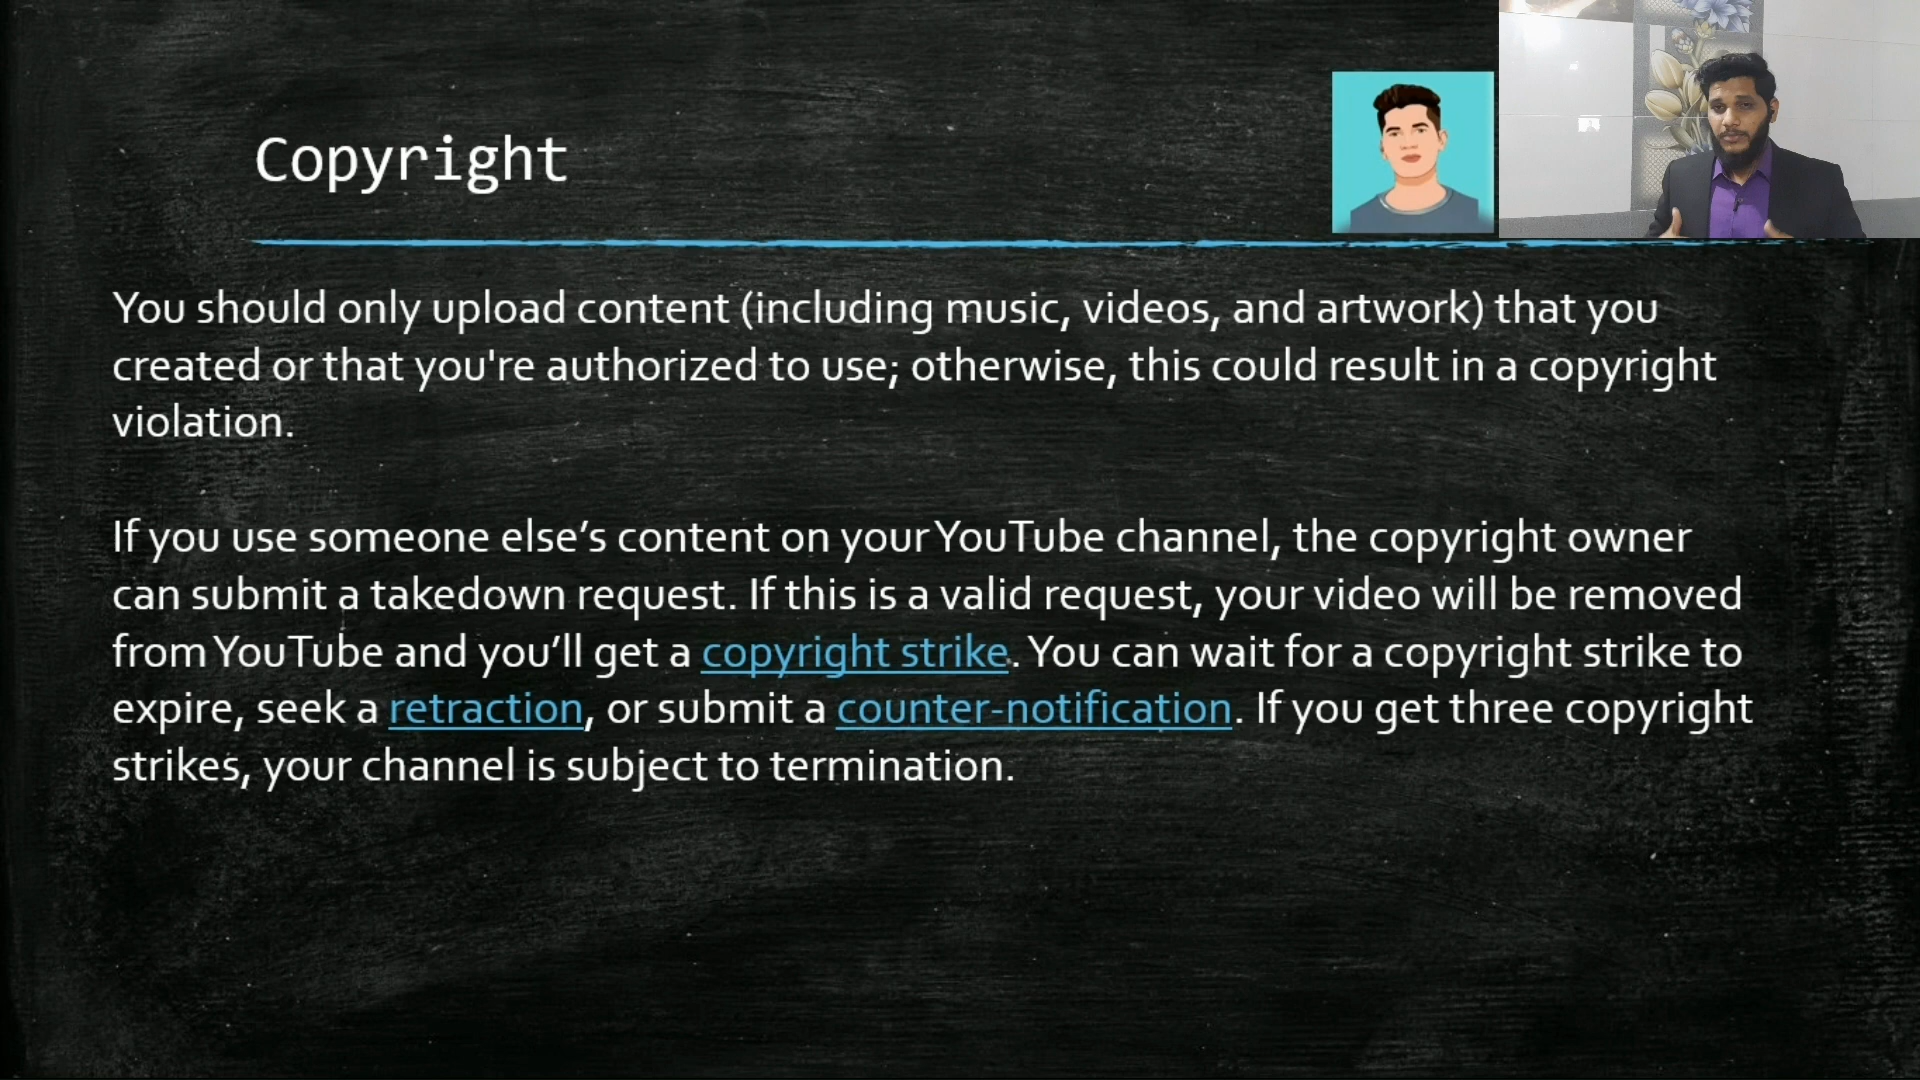 Copyright
You should only upload content (including music, videos, and artwork) that you
created or that you're authorized to use; otherwise, this could result in a copyright
violation.
If you use someone else’s content on your YouTube channel, the copyright owner
can submit a takedown request. If this is a valid request, your video will be removed
from YouTube and you’ll get a copyright strike. You can wait for a copyright strike to
expire, seek a retraction, or submit a counter-notification. If you get three copyright
strikes, your channel is subject to termination.